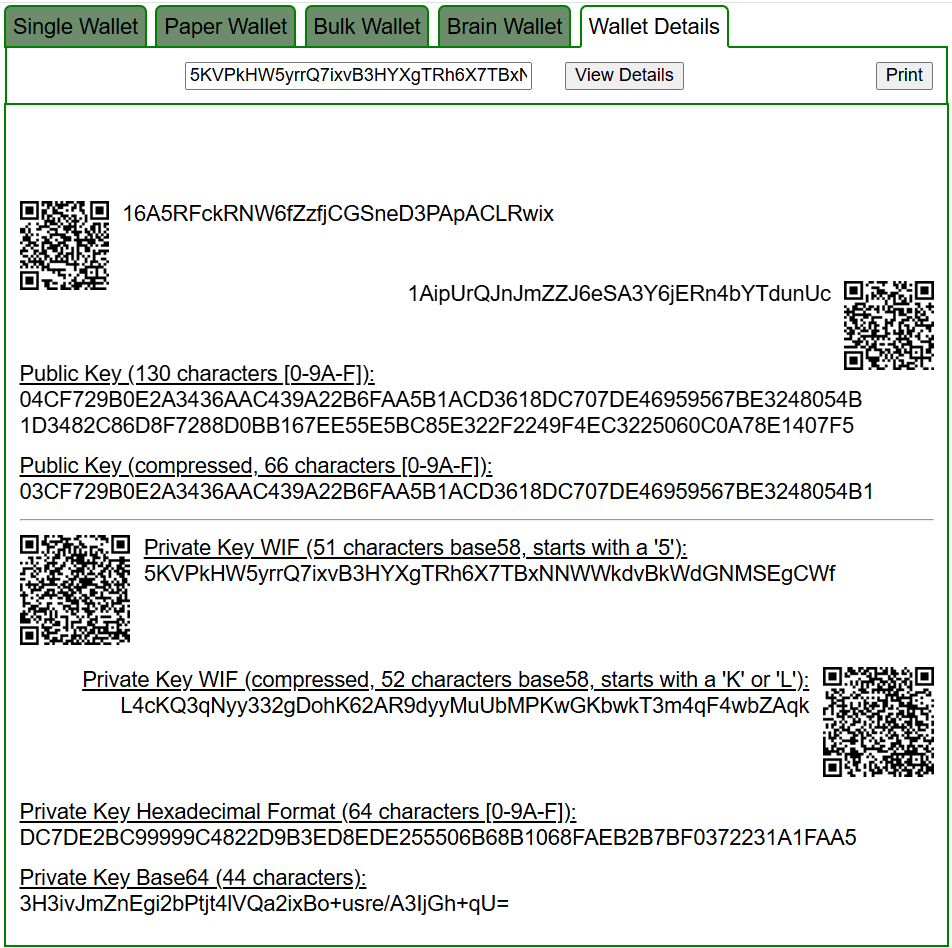 Single Wallet
Paper Wallet
Bulk Wallet
Brain Wallet
Wallet Details
5KVPkHW5yrrQ7ixvB3HYXgTRh6X7TBxN
View Details
Print
16A5RFckRNW6fZzfjCGSneD3PApACLRwix
1AipUrQJnJmZZJ6eSA3Y6jERn4bYTdunUc
Public Key (130 characters [0-9A-F]):
04CF729B0E2A3436AAC439A22B6FAA5B1ACD3618DC707DE46959567BE3248054B
1D3482C86D8F7288D0BB167EE55E5BC85E322F2249F4EC3225060C0A78E1407F5
Public Key (compressed, 66 characters [0-9A-F]):
03CF729B0E2A3436AAC439A22B6FAA5B1ACD3618DC707DE46959567BE3248054B1
Private Key WIF (51 characters base58, starts with a '5'):
5KVPkHW5yrrQ7ixvB3HYXgTRh6X7TBxNNWWkdvBkWdGNMSEgCWf
Private Key WIF (compressed, 52 characters base58, starts with a 'K' or 'L'):
L4cKQ3qNyy332gDohK62AR9dyyMuUbMPKwGKbwkT3m4qF4wbZAqk
Private Key Hexadecimal Format (64 characters [0-9A-F]):
DC7DE2BC99999C4822D9B3ED8EDE255506B68B1068FAEB2B7BF0372231A1FAA5
Private Key Base64 (44 characters):
3H3ivJmZnEgi2bPtjt4lVQa2ixBo+usre/A3IjGh+qU=